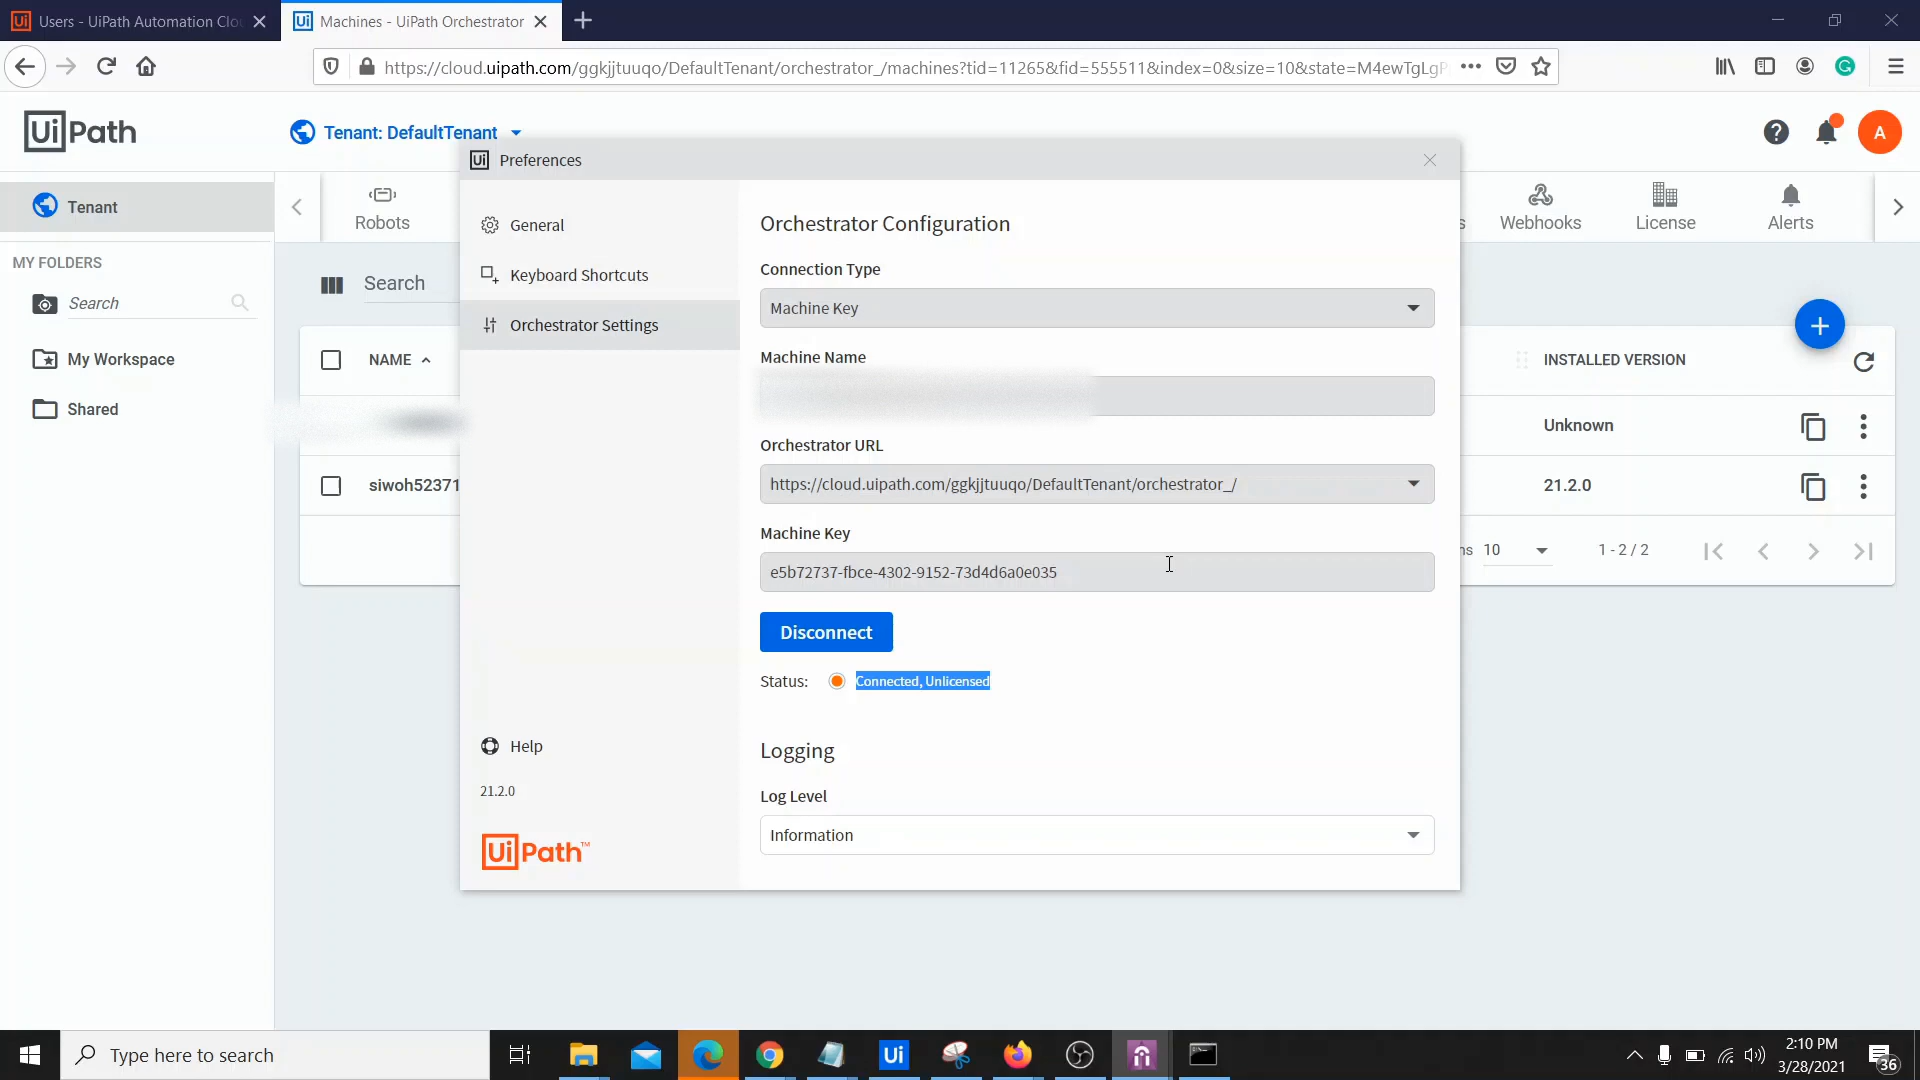 Users - UiPath Automation Clo
Machines - UiPath Orchestrator
https://cloud.uipath.com/ggkjjtuuqo/DefaultTenant/orchestrator_/machines?tid=11265&fid=555511&index=0&size=10&state=M4ewTgLgP
UiPath
Tenant: DefaultTenant
A
Ui Preferences
Tenant
Robots
Webhooks
License
Alerts
MY FOLDERS
Search
My Workspace
Shared
Search
NAME
siwoh52371
General
Keyboard Shortcuts
Orchestrator Settings
Help
21.2.0
UiPath™
Orchestrator Configuration
Connection Type
Machine Key
Machine Name
Orchestrator URL
https://cloud.uipath.com/ggkjjtuuqo/DefaultTenant/orchestrator_/
Machine Key
e5b72737-fbce-4302-9152-73d4d6a0e035
Disconnect
Status: Connected, Unlicensed
Logging
Log Level
Information
INSTALLED VERSION
Unknown
21.2.0
10 1 - 2 / 2
Type here to search
Ui
2:10 PM
3/28/2021
36